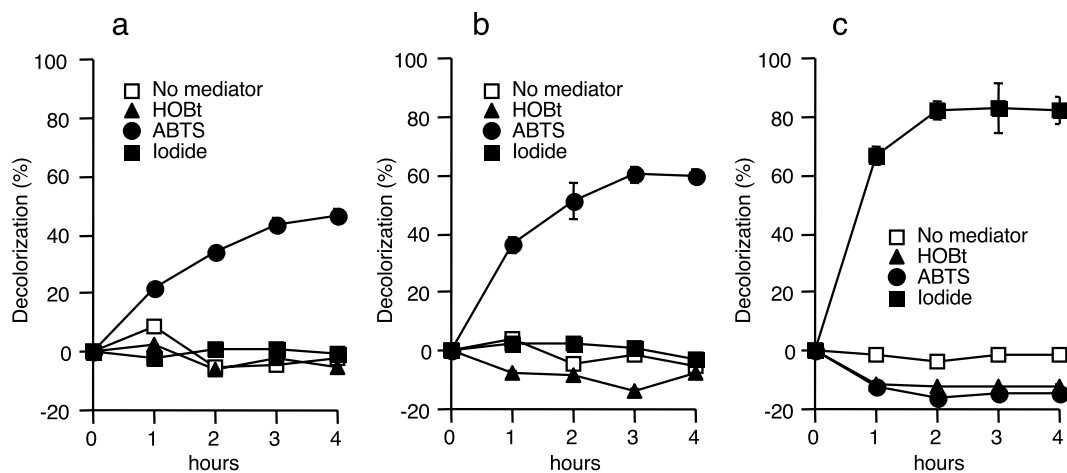 a
100
80
60
40
20
0
-20
Decolorization (%)
No mediator
HOBt
ABTS
Iodide
0 1 2 3 4
hours
b
100
80
60
40
20
0
-20
Decolorization (%)
No mediator
HOBt
ABTS
Iodide
0 1 2 3 4
hours
c
100
80
60
40
20
0
-20
Decolorization (%)
No mediator
HOBt
ABTS
Iodide
0 1 2 3 4
hours